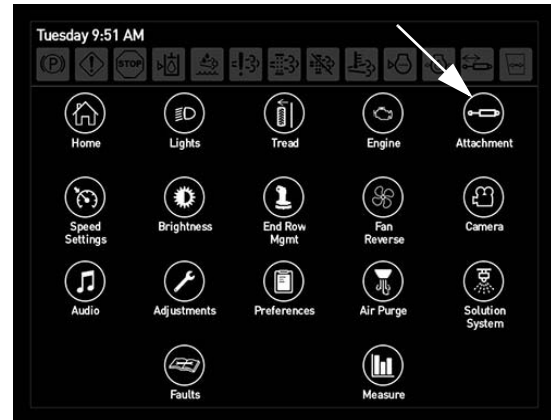 Tuesday 9:51 AM
(P) STOP
Home Lights Tread Engine Attachment
Speed Brightness End Row Fan Camera
Settings Mgmt Reverse
Audio Adjustments Preferences Air Purge Solution
System
Faults Measure